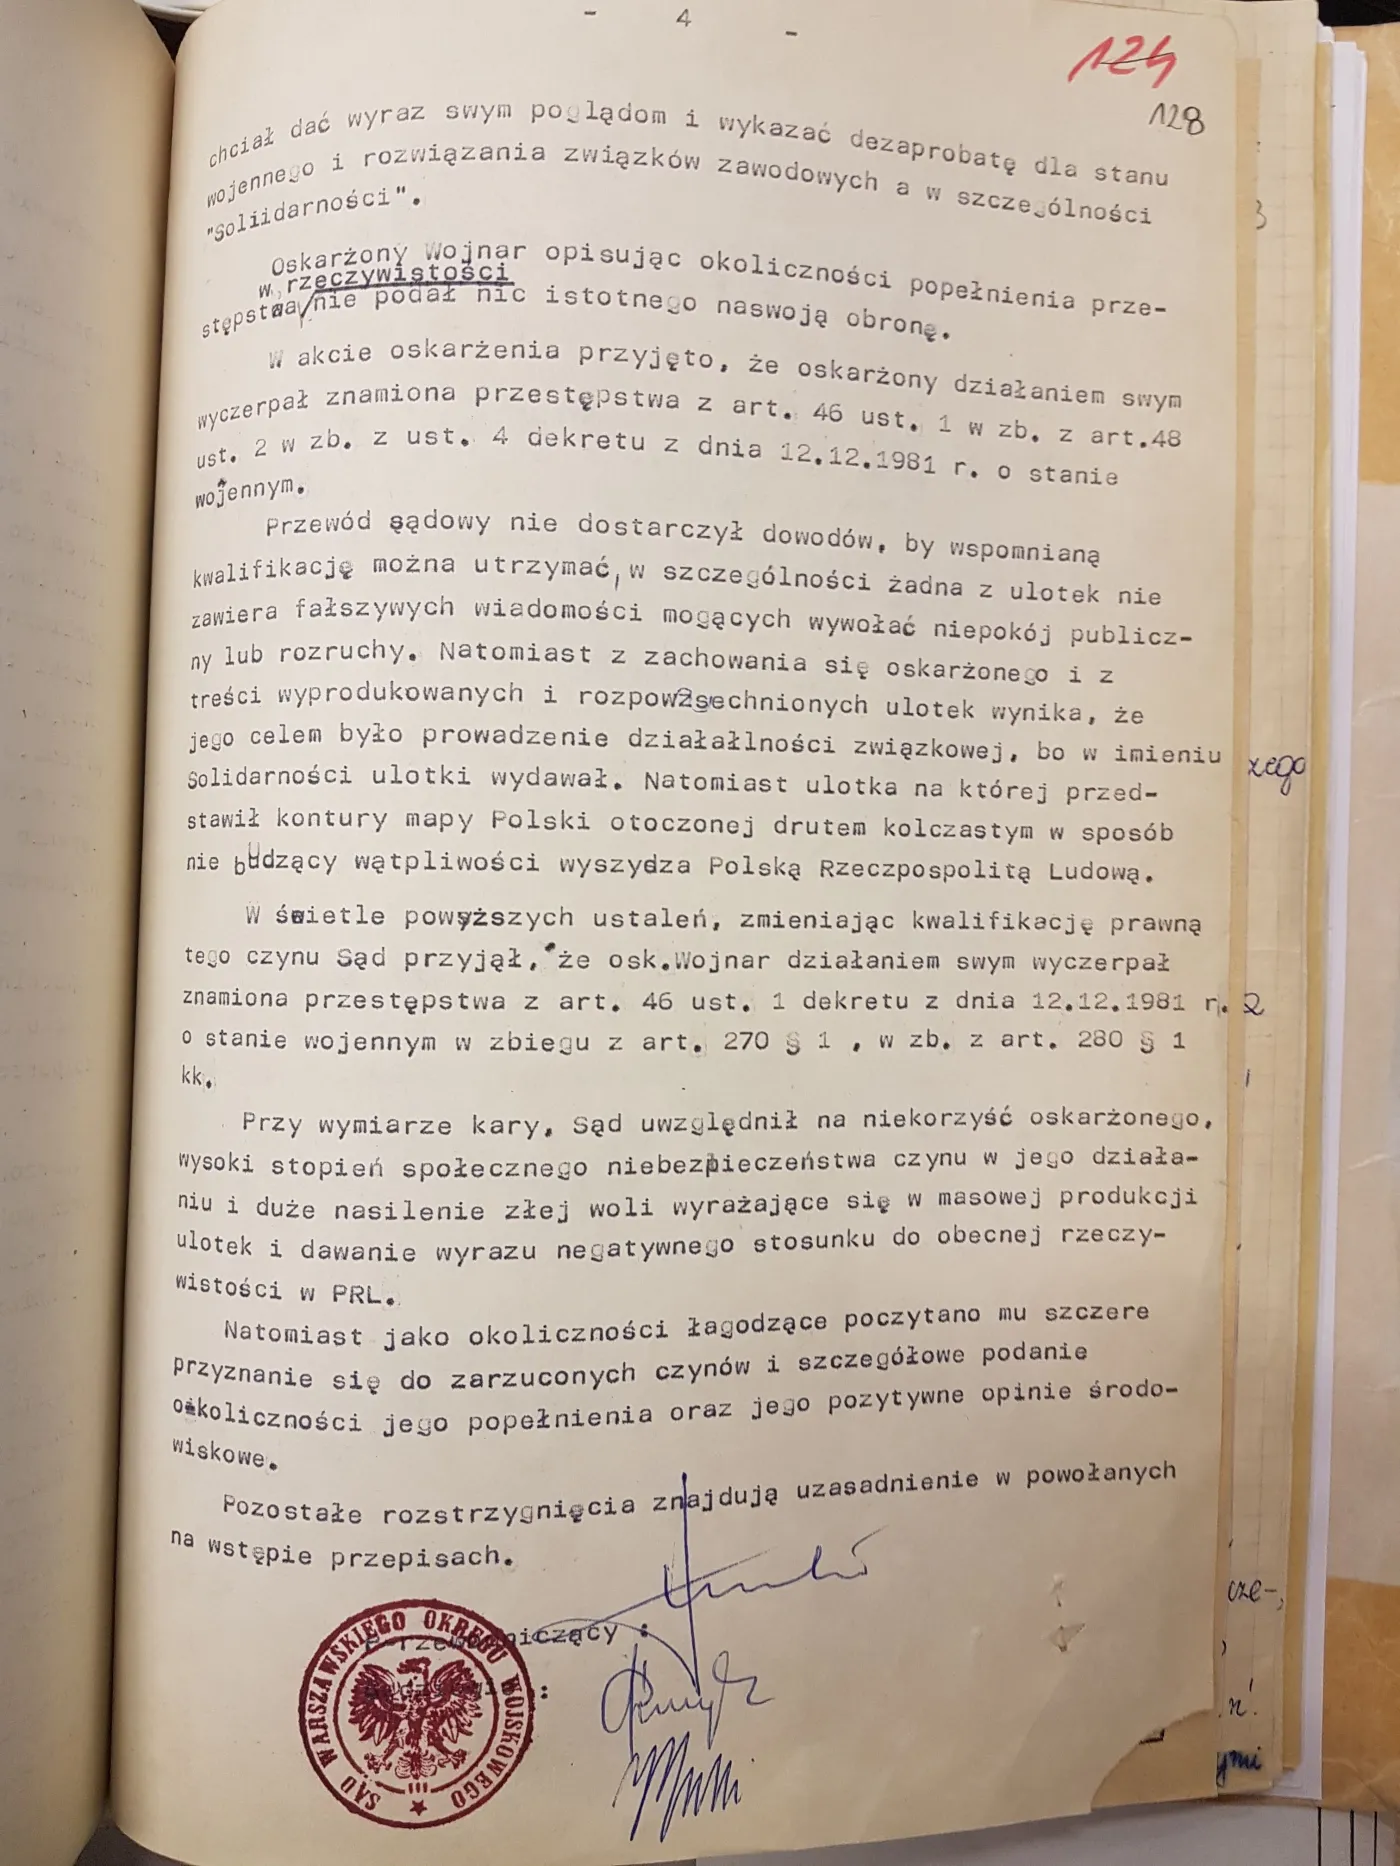 - 4 -
124
128
chciał dać wyraz swym poglądom i wykazać dezaprobatę dla stanu
wojennego i rozwiązania związków zawodowych a w szczególności
"Soliidarności".
Oskarżony Wojnar opisując okoliczności popełnienia prze-
w rzeczywistości
stępstwa/nie podał nic istotnego naswoją obronę.
W akcie oskarżenia przyjęto, że oskarżony działaniem swym
wyczerpał znamiona przestępstwa z art. 46 ust. 1 w zb. z art.48
ust. 2 w zb. z ust. 4 dekretu z dnia 12.12.1981 r. o stanie
wojennym.
Przewód sądowy nie dostarczył dowodów, by wspomnianą
kwalifikację można utrzymać, w szczególności żadna z ulotek nie
zawiera fałszywych wiadomości mogących wywołać niepokój publicz-
ny lub rozruchy. Natomiast z zachowania się oskarżonego i z
treści wyprodukowanych i rozpowszechnionych ulotek wynika, że
jego celem było prowadzenie działałlności związkowej, bo w imieniu
Solidarności ulotki wydawał. Natomiast ulotka na której przed-
stawił kontury mapy Polski otoczonej drutem kolczastym w sposób
nie budzący wątpliwości wyszydza Polską Rzeczpospolitą Ludową.
W świetle powyższych ustaleń, zmieniając kwalifikację prawną
tego czynu Sąd przyjął, że osk.Wojnar działaniem swym wyczerpał
znamiona przestępstwa z art. 46 ust. 1 dekretu z dnia 12.12.1981 r.
o stanie wojennym w zbiegu z art. 270 § 1 , w zb. z art. 280 § 1
kk.
Przy wymiarze kary, Sąd uwzględnił na niekorzyść oskarżonego,
wysoki stopień społecznego niebezpieczeństwa czynu w jego działa-
niu i duże nasilenie złej woli wyrażające się w masowej produkcji
ulotek i dawanie wyrazu negatywnego stosunku do obecnej rzeczy-
wistości w PRL.
Natomiast jako okoliczności łagodzące poczytano mu szczere
przyznanie się do zarzuconych czynów i szczegółowe podanie
okoliczności jego popełnienia oraz jego pozytywne opinie środo-
wiskowe.
Pozostałe rozstrzygnięcia znajdują uzasadnienie w powołanych
na wstępie przepisach.
Przewodniczący :
:
SĄD WARSZAWSKIEGO OKRĘGU WOJSKOWEGO
III